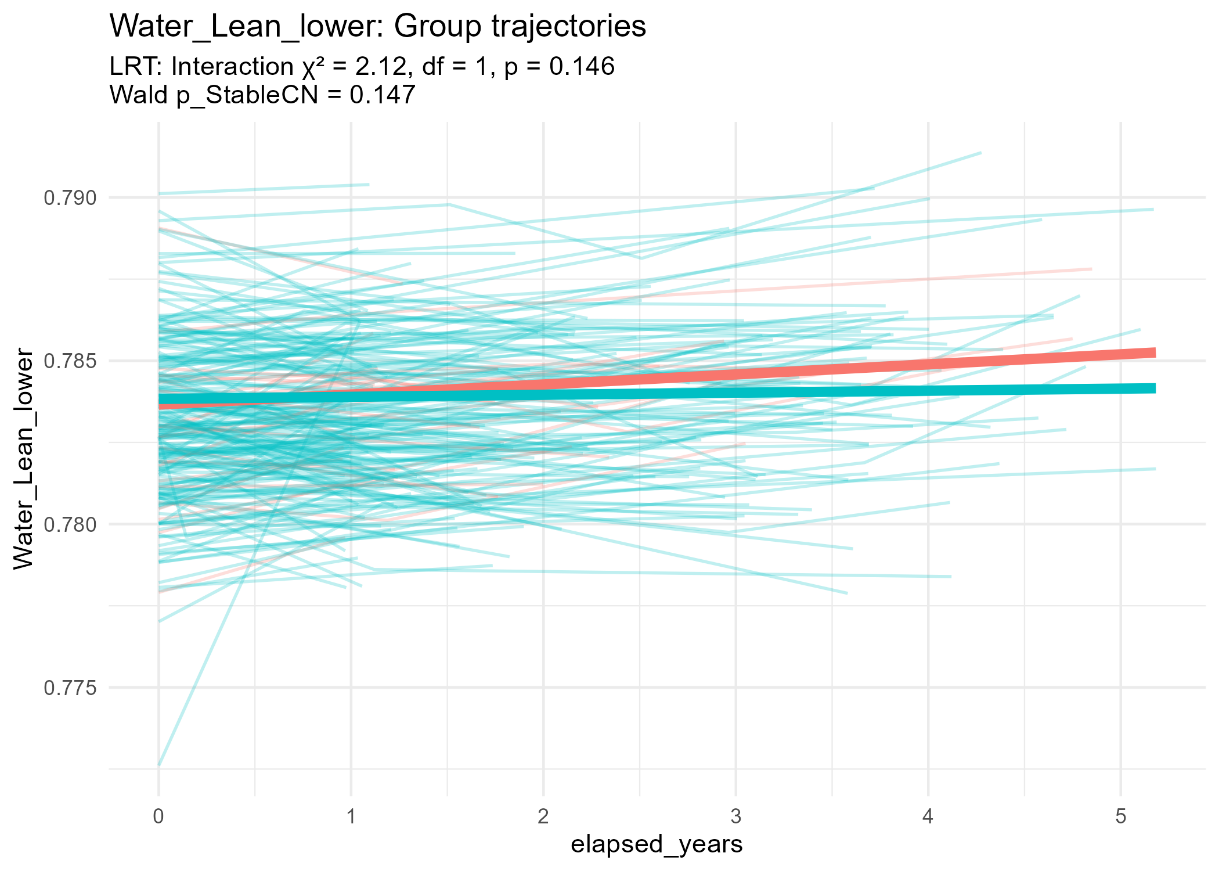 Water_Lean_lower: Group trajectories
LRT: Interaction χ² = 2.12, df = 1, p = 0.146
Wald p_StableCN = 0.147
Water_Lean_lower
0.790
0.785
0.780
0.775
0 1 2 3 4 5
elapsed_years